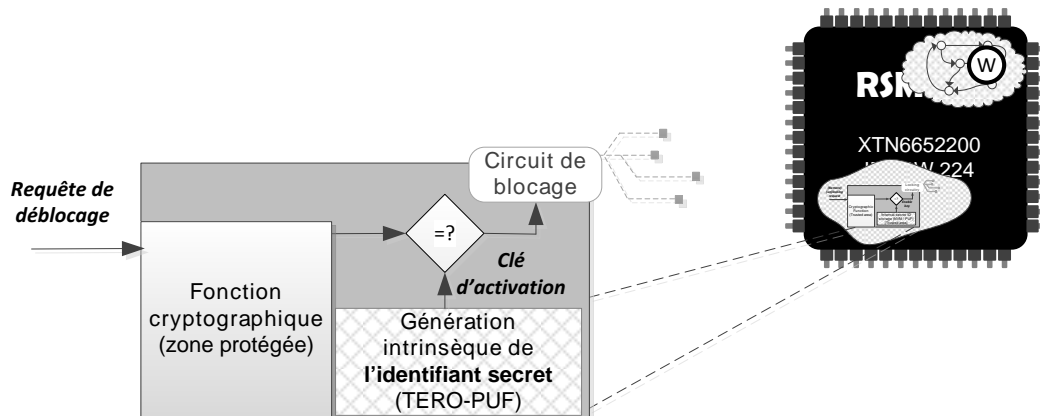 Requête de
déblocage
Fonction
cryptographique
(zone protégée)
=?
Circuit de
blocage
Clé
d'activation
Génération
intrinsèque de
l'identifiant secret
(TERO-PUF)
W
XTN6652200
224